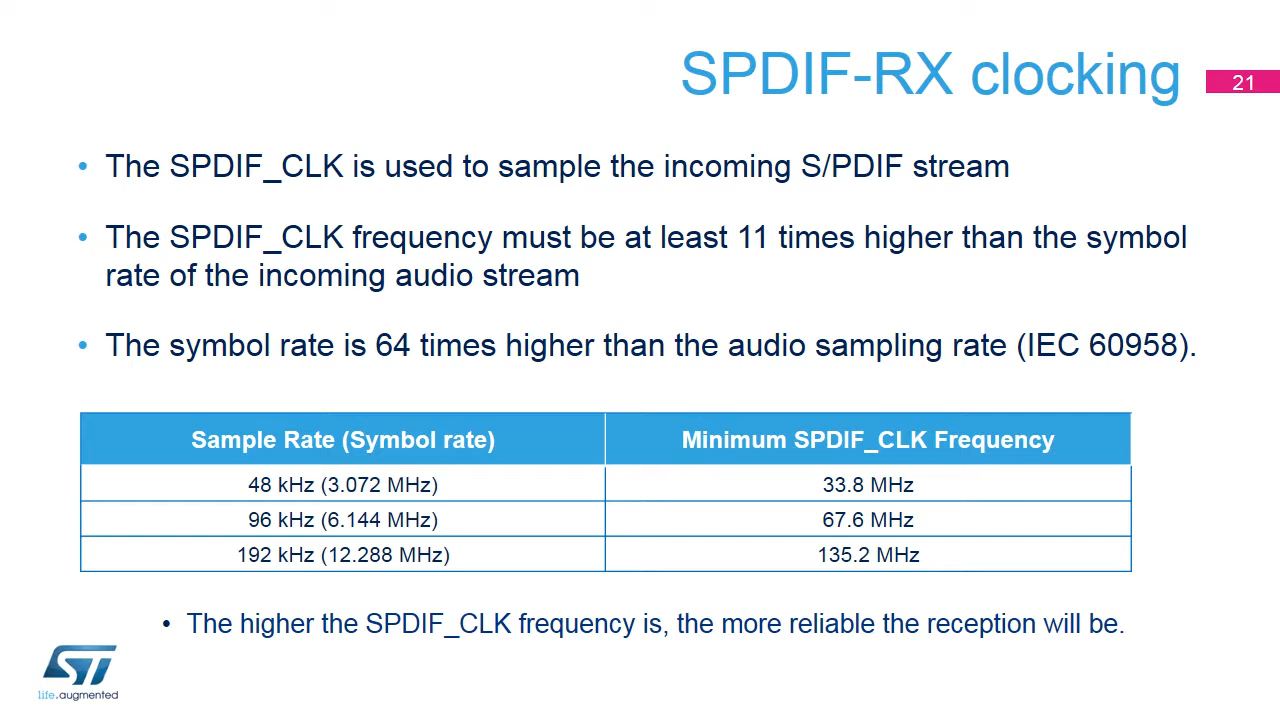 SPDIF-RX clocking
21
• The SPDIF_CLK is used to sample the incoming S/PDIF stream
• The SPDIF_CLK frequency must be at least 11 times higher than the symbol
rate of the incoming audio stream
• The symbol rate is 64 times higher than the audio sampling rate (IEC 60958).
Sample Rate (Symbol rate) Minimum SPDIF_CLK Frequency
48 kHz (3.072 MHz) 33.8 MHz
96 kHz (6.144 MHz) 67.6 MHz
192 kHz (12.288 MHz) 135.2 MHz
• The higher the SPDIF_CLK frequency is, the more reliable the reception will be.
ST
life.augmented